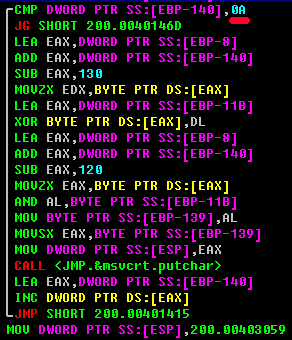 CMP DWORD PTR SS:[EBP-140],0A
JG SHORT 200.0040146D
LEA EAX,DWORD PTR SS:[EBP-8]
ADD EAX,DWORD PTR SS:[EBP-140]
SUB EAX,130
MOVZX EDX,BYTE PTR DS:[EAX]
LEA EAX,DWORD PTR SS:[EBP-11B]
XOR BYTE PTR DS:[EAX],DL
LEA EAX,DWORD PTR SS:[EBP-8]
ADD EAX,DWORD PTR SS:[EBP-140]
SUB EAX,120
MOVZX EAX,BYTE PTR DS:[EAX]
AND AL,BYTE PTR SS:[EBP-11B]
MOV BYTE PTR SS:[EBP-139],AL
MOVSX EAX,BYTE PTR SS:[EBP-139]
MOV DWORD PTR SS:[ESP],EAX
CALL <JMP.&msvcrt.putchar>
LEA EAX,DWORD PTR SS:[EBP-140]
INC DWORD PTR DS:[EAX]
JMP SHORT 200.00401415
MOV DWORD PTR SS:[ESP],200.00403059